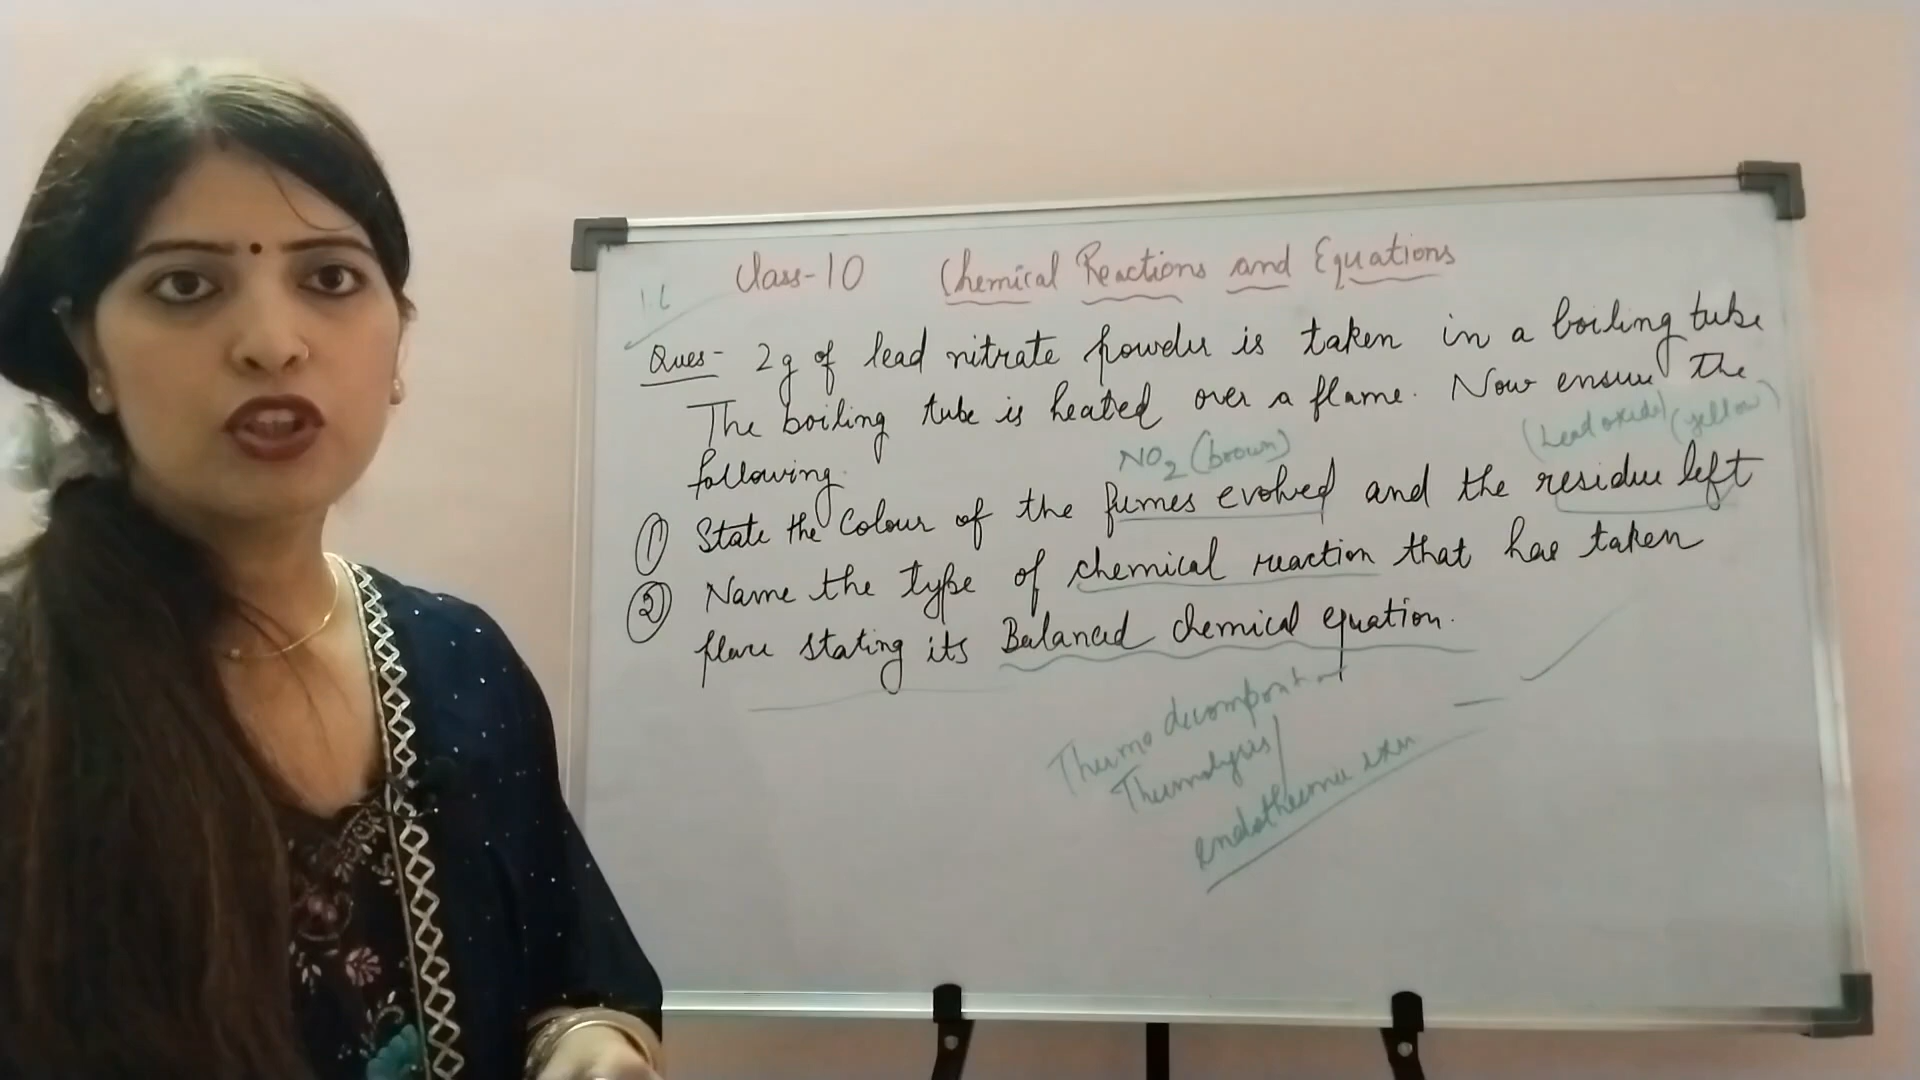 Class-10 Chemical Reactions and Equations
Ques- 2g of lead nitrate powder is taken in a boiling tube
The boiling tube is heated over a flame. Now ensure the
(Lead oxide) (yellow)
following.
NO2 (brown)
① State the Colour of the fumes evolved and the residue left
② Name the type of chemical reaction that has taken
place stating its Balanced chemical equation.
Thermo decomposition
Thermolysis/
endothermic